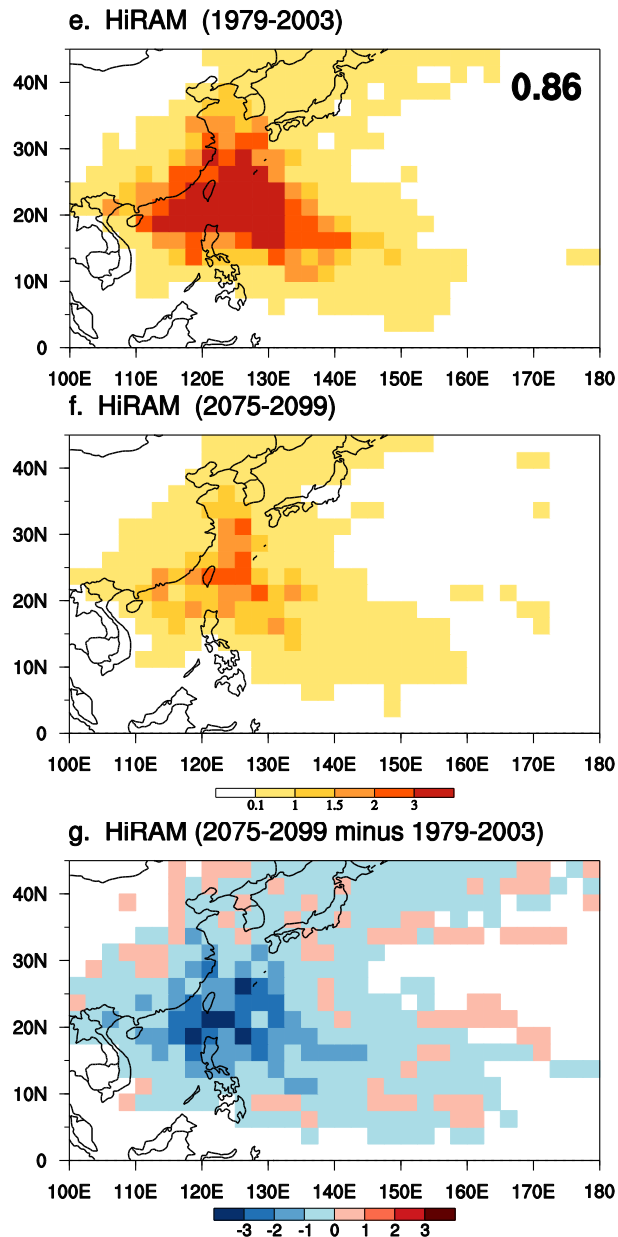 e. HiRAM (1979-2003)
0.86
40N
30N
20N
10N
0
100E 110E 120E 130E 140E 150E 160E 170E 180
f. HiRAM (2075-2099)
40N
30N
20N
10N
0
100E 110E 120E 130E 140E 150E 160E 170E 180
0.1 1 1.5 2 3
g. HiRAM (2075-2099 minus 1979-2003)
40N
30N
20N
10N
0
100E 110E 120E 130E 140E 150E 160E 170E 180
-3 -2 -1 0 1 2 3